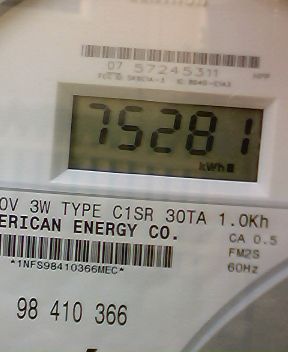 07 57245311
75281
kWh
0V 3W TYPE C1SR 30TA 1.0Kh
ERICAN ENERGY CO.
CA 0.5
FM2S
*1NFS98410366MEC*
60Hz
98 410 366